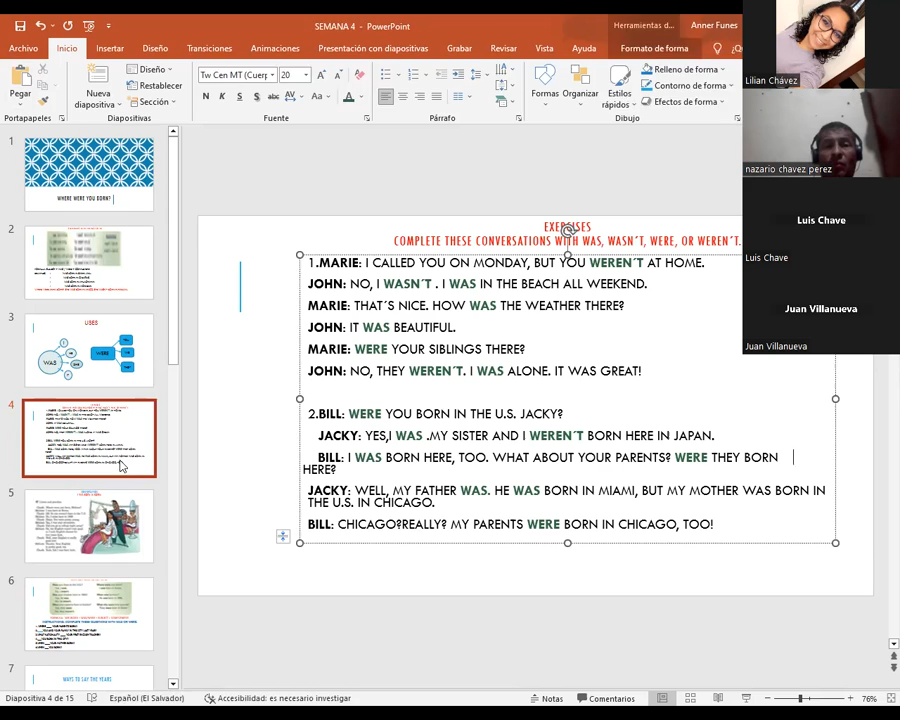 SEMANA 4 - PowerPoint
Herramientas d...
Anner Funes
Archivo Inicio Insertar Diseño Transiciones Animaciones Presentación con diapositivas Grabar Revisar Vista Ayuda Formato de forma ¿Q
Pegar
Nueva diapositiva
Diseño
Restablecer
Sección
Tw Cen MT (Cuerp 20
N K S S abc AV Aa A
Formas
Organizar
Estilos rápidos
Relleno de forma
Contorno de forma
Efectos de forma
Portapapeles Diapositivas Fuente Párrafo Dibujo
Lilian Chávez
nazario chavez perez
Luis Chave
Luis Chave
Juan Villanueva
Juan Villanueva
1
WHERE WERE YOU BORN?
2
3
USES
WAS
WERE
4
5
6
7
WAYS TO SAY THE YEARS
EXERCISES
COMPLETE THESE CONVERSATIONS WITH WAS, WASN´T, WERE, OR WEREN´T.
1.MARIE: I CALLED YOU ON MONDAY, BUT YOU WEREN´T AT HOME.
JOHN: NO, I WASN´T . I WAS IN THE BEACH ALL WEEKEND.
MARIE: THAT´S NICE. HOW WAS THE WEATHER THERE?
JOHN: IT WAS BEAUTIFUL.
MARIE: WERE YOUR SIBLINGS THERE?
JOHN: NO, THEY WEREN´T. I WAS ALONE. IT WAS GREAT!
2.BILL: WERE YOU BORN IN THE U.S. JACKY?
JACKY: YES,I WAS .MY SISTER AND I WEREN´T BORN HERE IN JAPAN.
BILL: I WAS BORN HERE, TOO. WHAT ABOUT YOUR PARENTS? WERE THEY BORN
HERE?
JACKY: WELL, MY FATHER WAS. HE WAS BORN IN MIAMI, BUT MY MOTHER WAS BORN IN
THE U.S. IN CHICAGO.
BILL: CHICAGO?REALLY? MY PARENTS WERE BORN IN CHICAGO, TOO!
Diapositiva 4 de 15 Español (El Salvador) Accesibilidad: es necesario investigar Notas Comentarios 76%